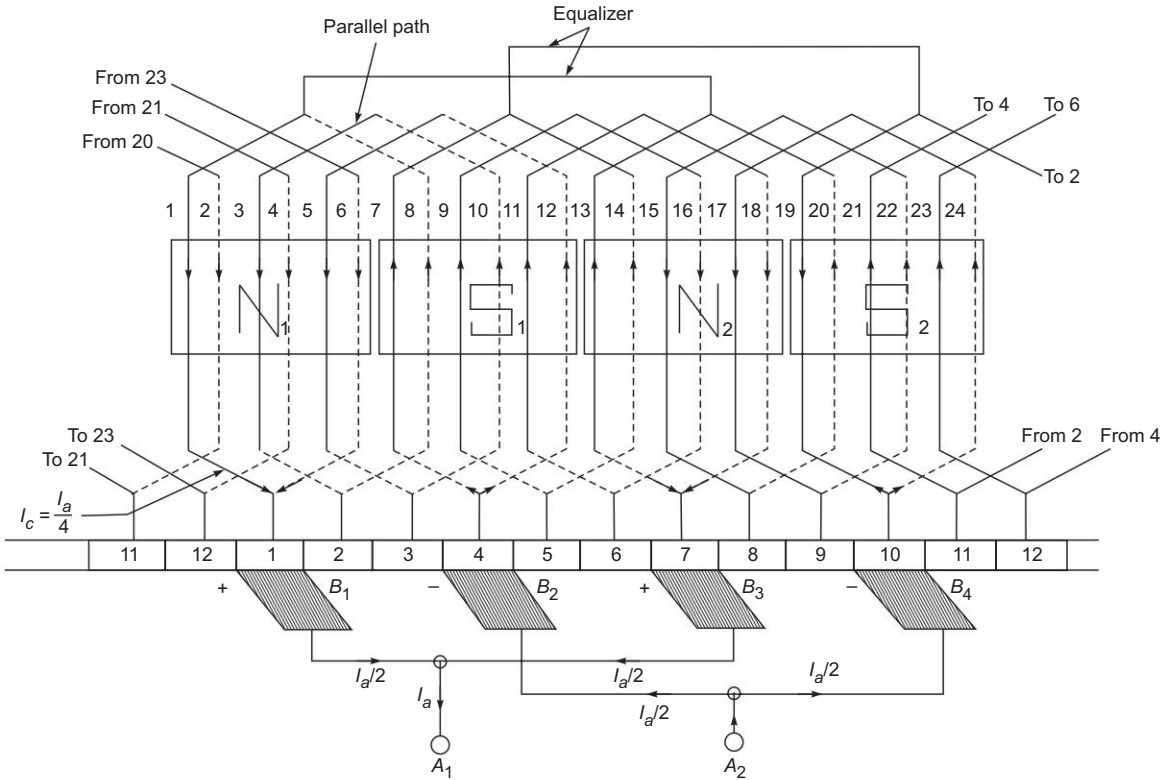 Equalizer
Parallel path
From 23
From 21
From 20
To 4
To 6
To 2
1 2 3 4 5 6 7 8 9 10 11 12 13 14 15 16 17 18 19 20 21 22 23 24
N1 S1 N2 S2
To 23
To 21
From 2
From 4
Ic = Ia/4
11 12 1 2 3 4 5 6 7 8 9 10 11 12
+ B1 – B2 + B3 – B4
Ia/2 Ia/2 Ia/2
Ia Ia/2
A1 A2